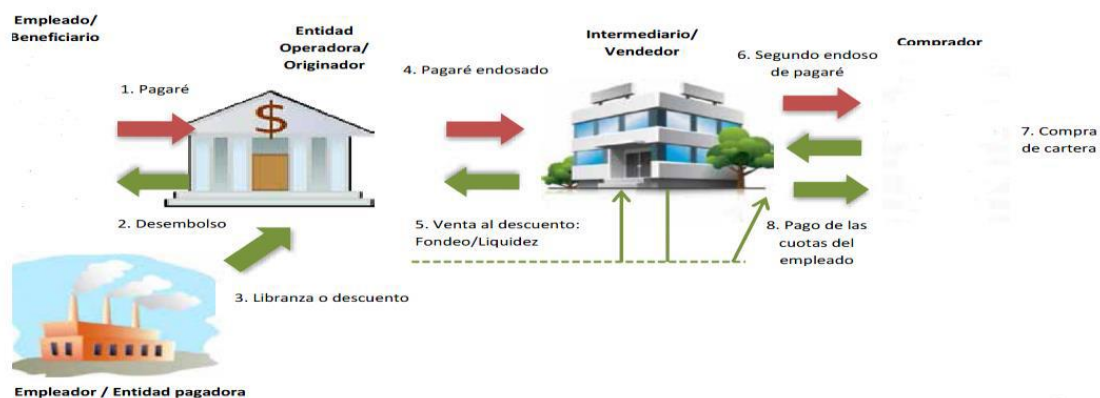 Empleado/
Beneficiario
Entidad
Operadora/
Originador
Intermediario/
Vendedor
Comprador
1. Pagaré
$
2. Desembolso
3. Libranza o descuento
4. Pagaré endosado
5. Venta al descuento:
Fondeo/Liquidez
6. Segundo endoso
de pagaré
7. Compra
de cartera
8. Pago de las
cuotas del
empleado
Empleador / Entidad pagadora